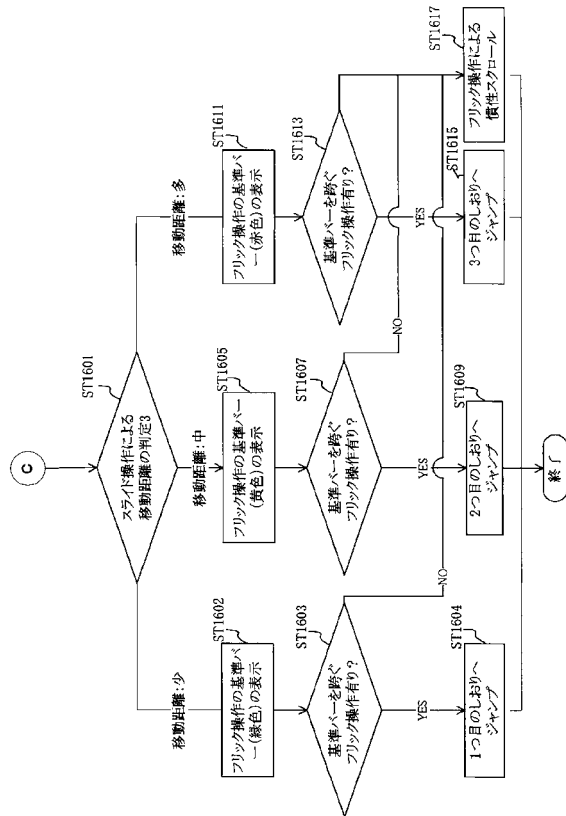 C
ST1601
スライド操作による
移動距離の判定3
移動距離:少
移動距離:中
移動距離:多
ST1602
フリック操作の基準バ
ー(緑色)の表示
ST1605
フリック操作の基準バー
(黄色)の表示
ST1611
フリック操作の基準バ
ー(赤色)の表示
ST1603
基準バーを跨ぐ
フリック操作有り?
ST1607
基準バーを跨ぐ
フリック操作有り?
ST1613
基準バーを跨ぐ
フリック操作有り?
NO
NO
YES
YES
YES
ST1604
1つ目のしおりへ
ジャンプ
ST1609
2つ目のしおりへ
ジャンプ
ST1615
3つ目のしおりへ
ジャンプ
ST1617
フリック操作による
慣性スクロール
終了